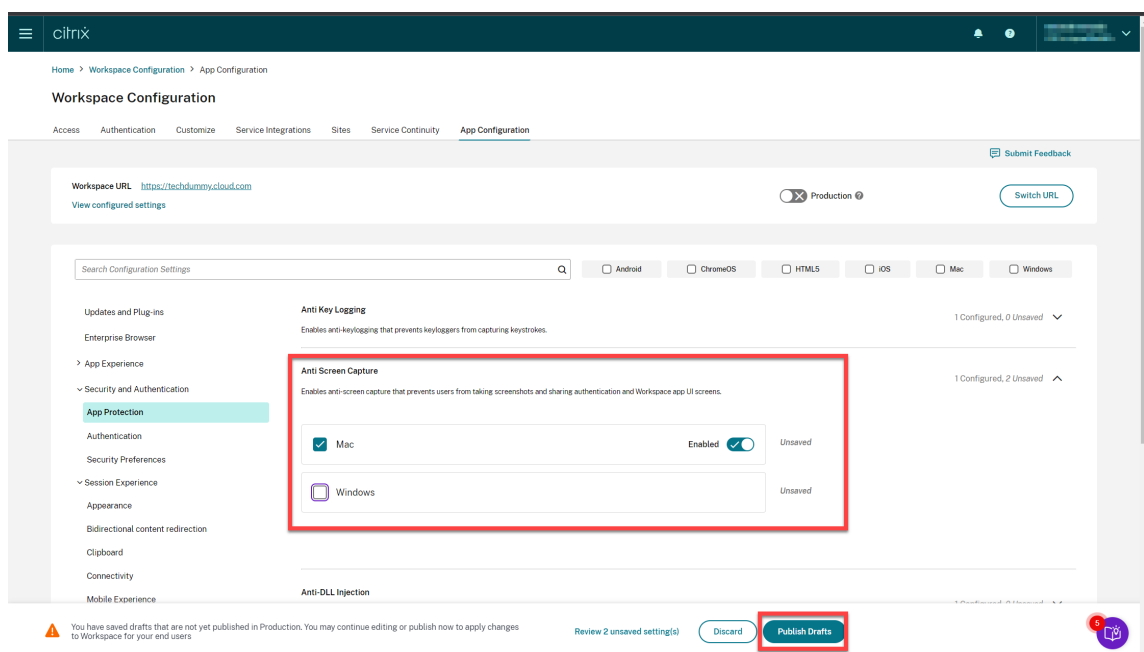 citrix
Home > Workspace Configuration > App Configuration
Workspace Configuration
Access Authentication Customize Service Integrations Sites Service Continuity App Configuration
Submit Feedback
Workspace URL https://techdummy.cloud.com
View configured settings
Production
Switch URL
Search Configuration Settings
Android ChromeOS HTML5 iOS Mac Windows
Updates and Plug-ins
Enterprise Browser
App Experience
Security and Authentication
App Protection
Authentication
Security Preferences
Session Experience
Appearance
Bidirectional content redirection
Clipboard
Connectivity
Mobile Experience
Anti Key Logging
Enables anti-keylogging that prevents keyloggers from capturing keystrokes.
1 Configured, 0 Unsaved
Anti Screen Capture
Enables anti-screen capture that prevents users from taking screenshots and sharing authentication and Workspace app UI screens.
1 Configured, 2 Unsaved
Mac Enabled Unsaved
Windows Unsaved
Anti-DLL Injection
You have saved drafts that are not yet published in Production. You may continue editing or publish now to apply changes
to Workspace for your end users
Review 2 unsaved setting(s) Discard Publish Drafts
5